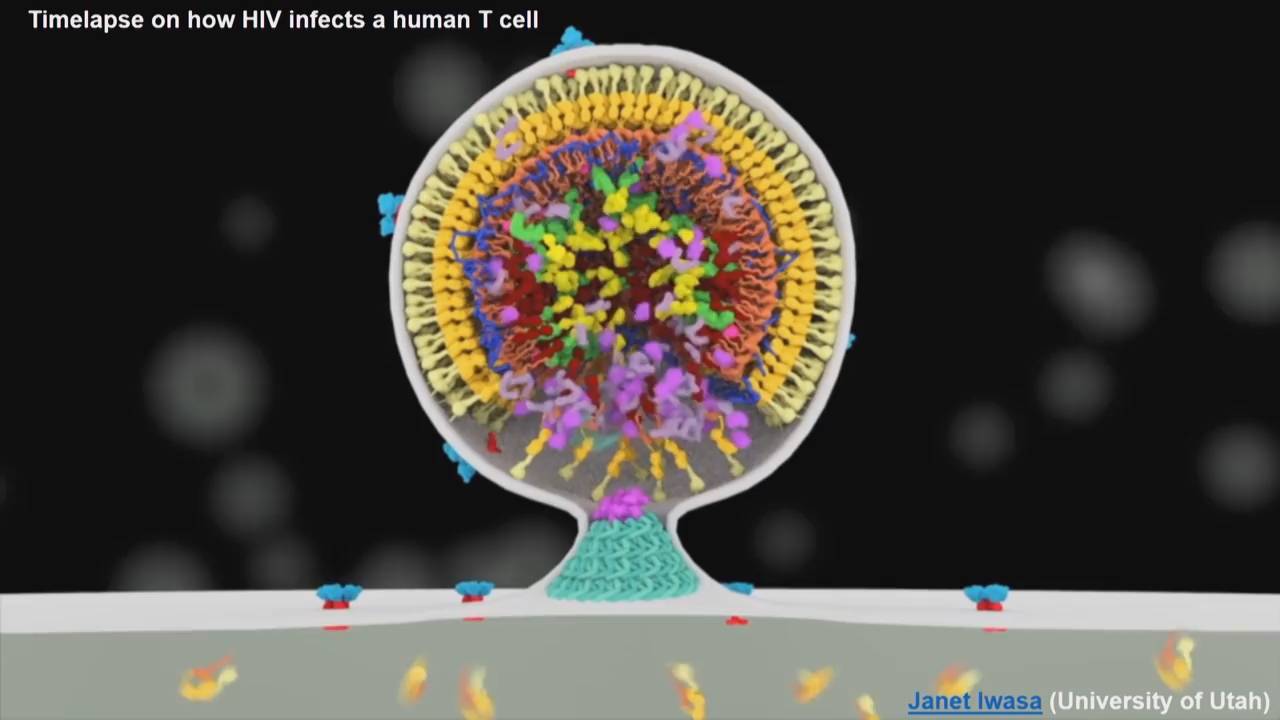 Timelapse on how HIV infects a human T cell
Janet Iwasa (University of Utah)